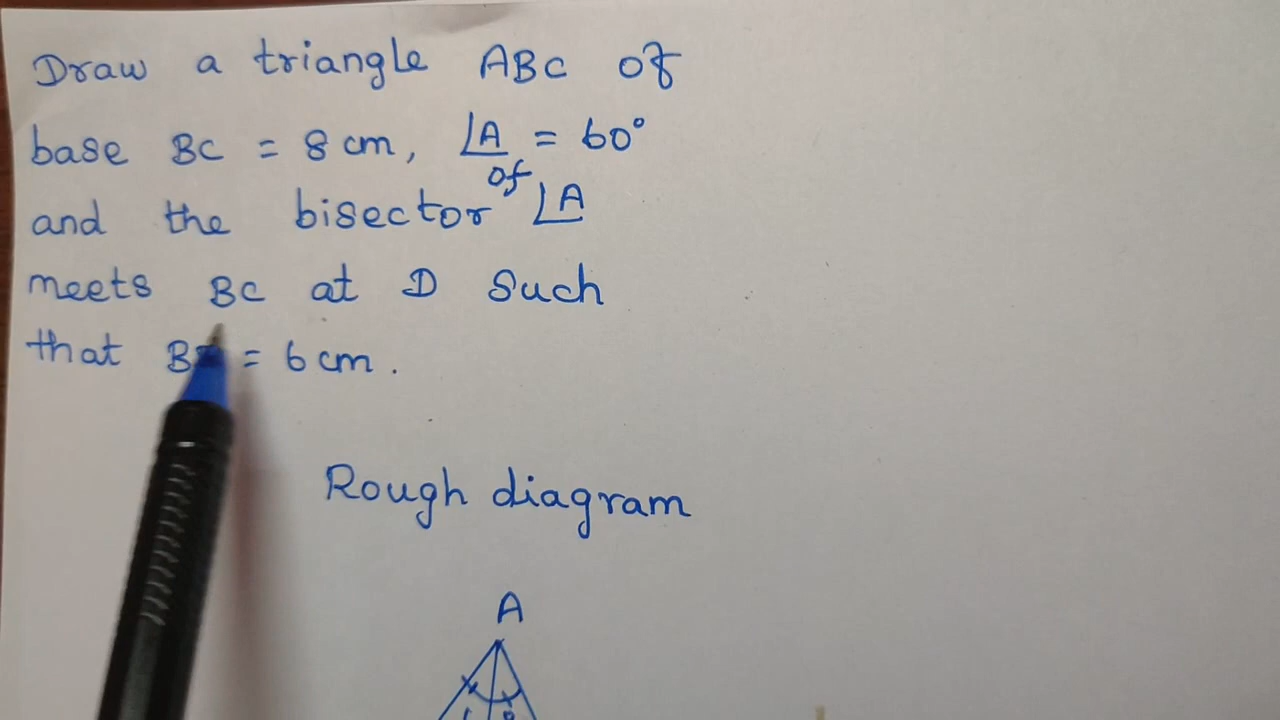 Draw a triangle ABC of
base BC = 8 cm, ∠A = 60°
and the bisector of ∠A
meets BC at D such
that = 6 cm.
Rough diagram
A